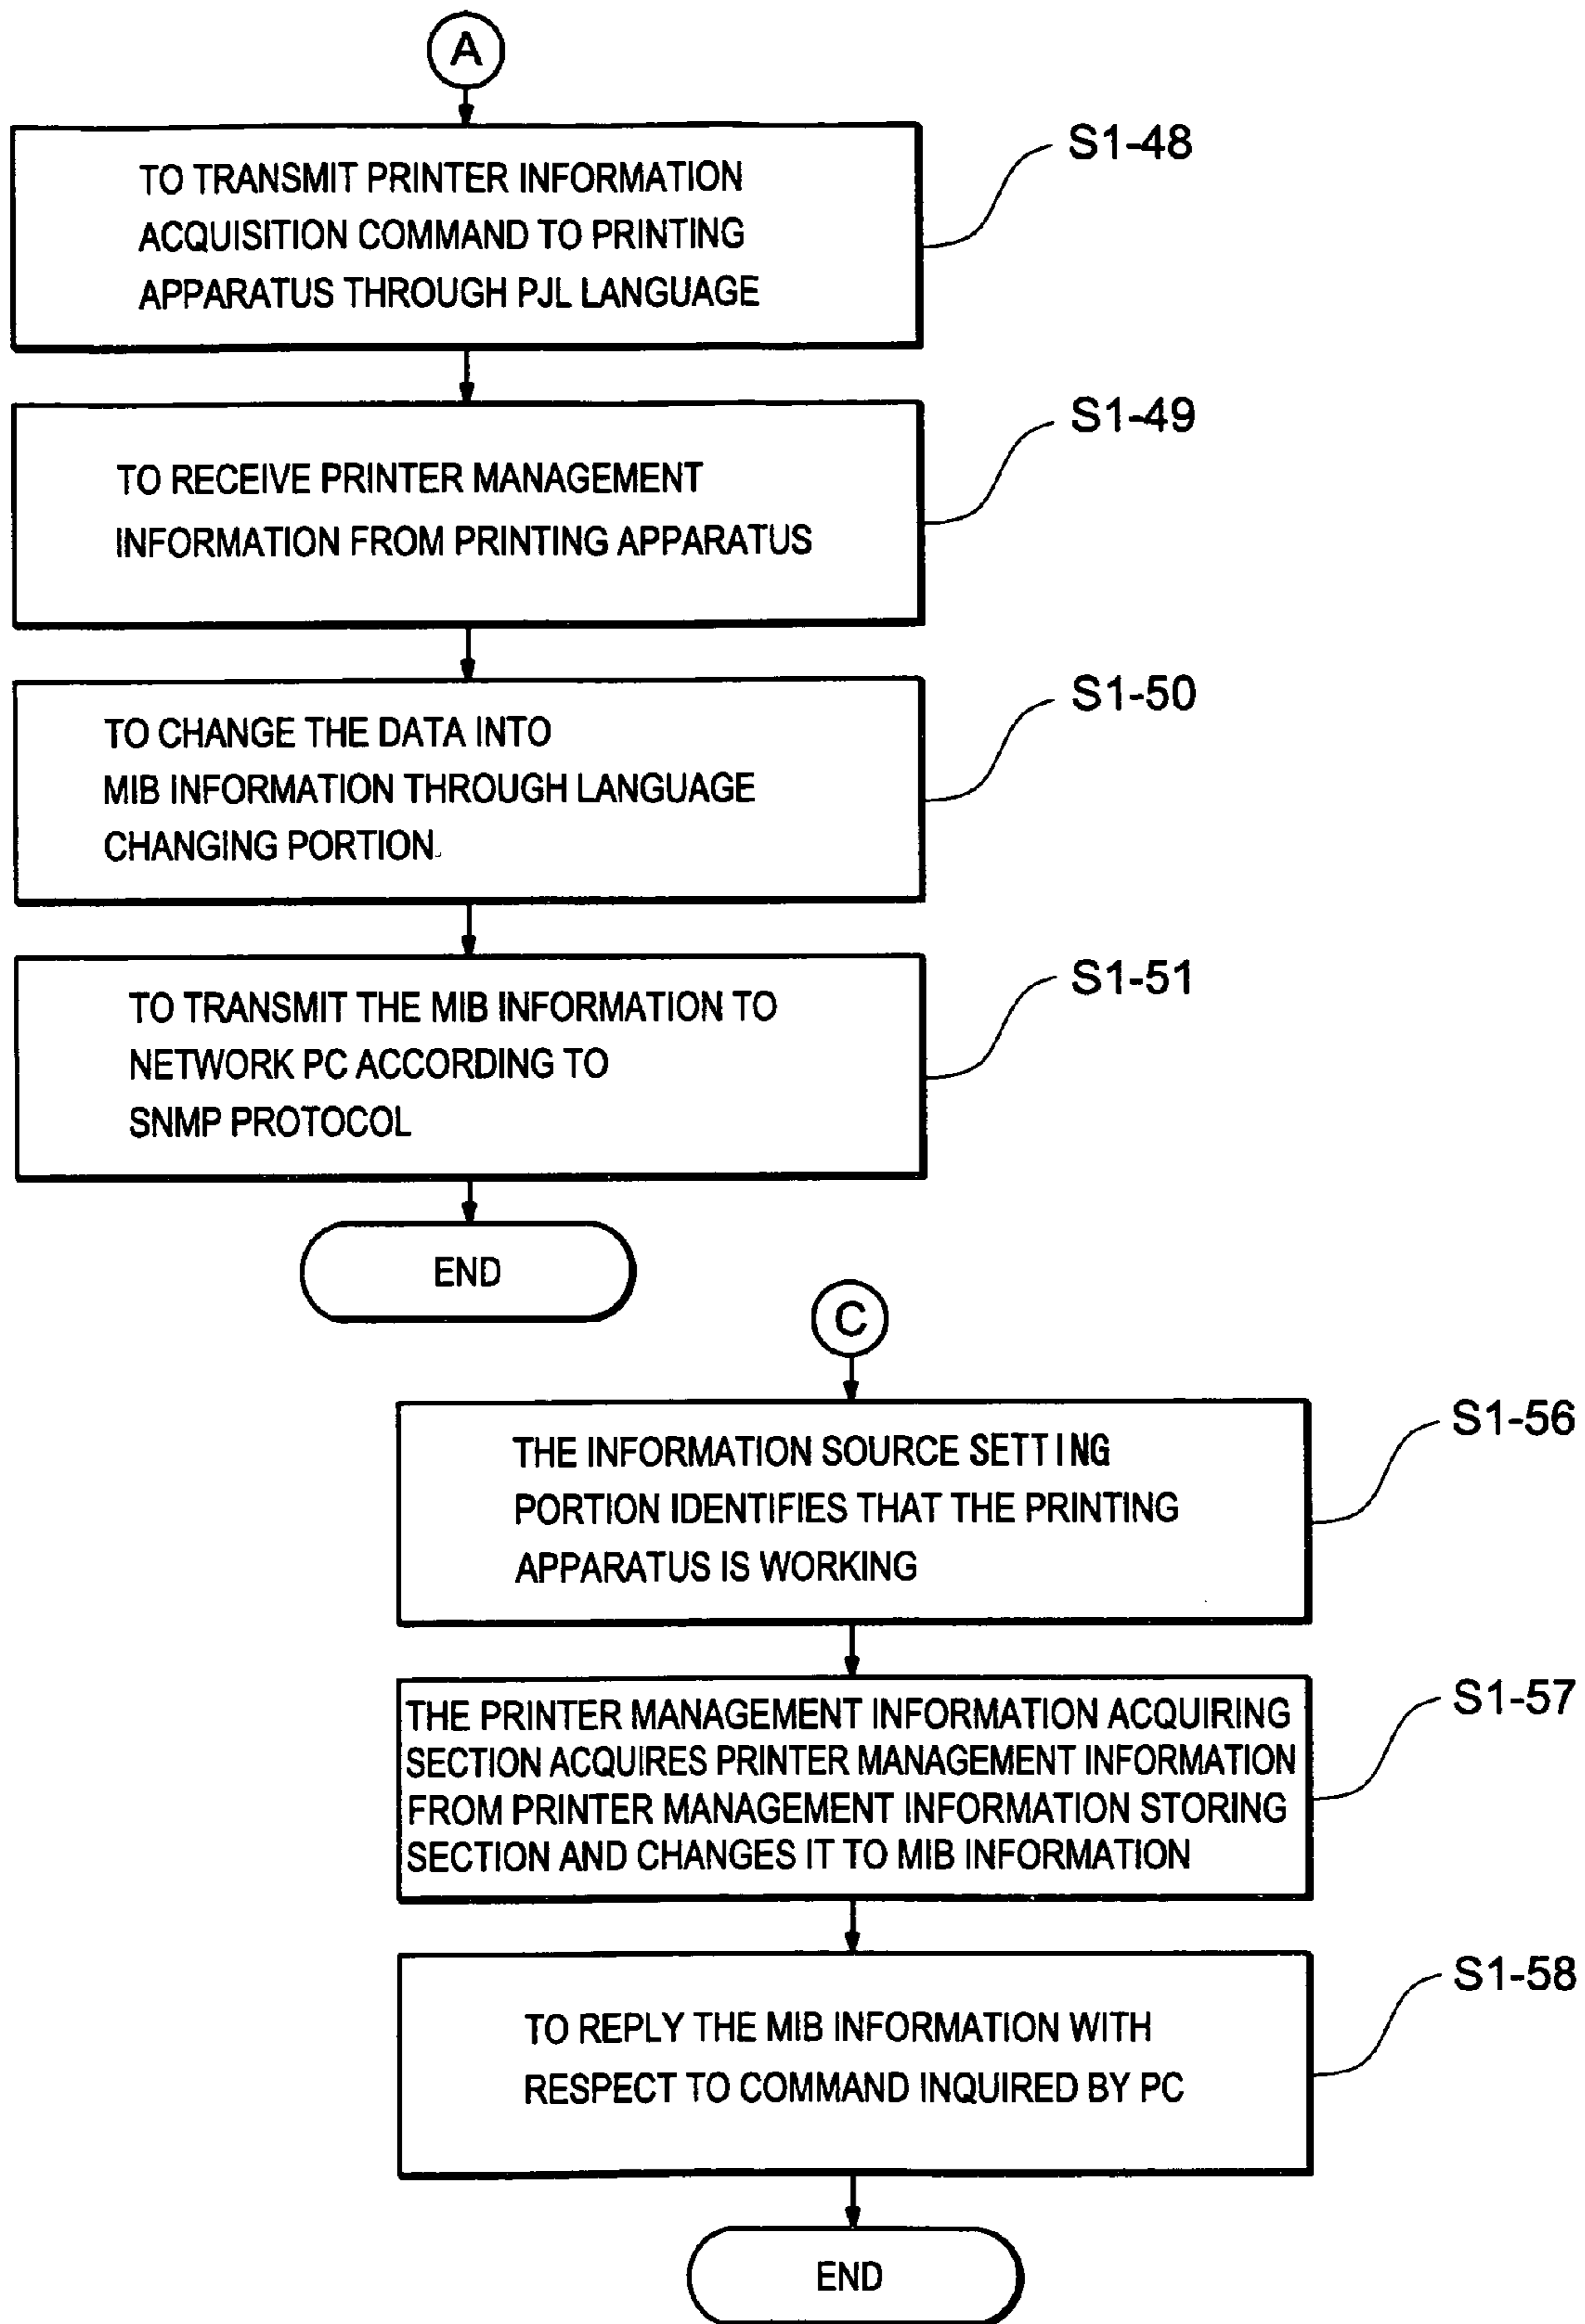 A
TO TRANSMIT PRINTER INFORMATION
ACQUISITION COMMAND TO PRINTING
APPARATUS THROUGH PJL LANGUAGE
S1-48
TO RECEIVE PRINTER MANAGEMENT
INFORMATION FROM PRINTING APPARATUS
S1-49
TO CHANGE THE DATA INTO
MIB INFORMATION THROUGH LANGUAGE
CHANGING PORTION.
S1-50
TO TRANSMIT THE MIB INFORMATION TO
NETWORK PC ACCORDING TO
SNMP PROTOCOL
S1-51
END
C
THE INFORMATION SOURCE SETTING
PORTION IDENTIFIES THAT THE PRINTING
APPARATUS IS WORKING
S1-56
THE PRINTER MANAGEMENT INFORMATION ACQUIRING
SECTION ACQUIRES PRINTER MANAGEMENT INFORMATION
FROM PRINTER MANAGEMENT INFORMATION STORING
SECTION AND CHANGES IT TO MIB INFORMATION
S1-57
TO REPLY THE MIB INFORMATION WITH
RESPECT TO COMMAND INQUIRED BY PC
S1-58
END